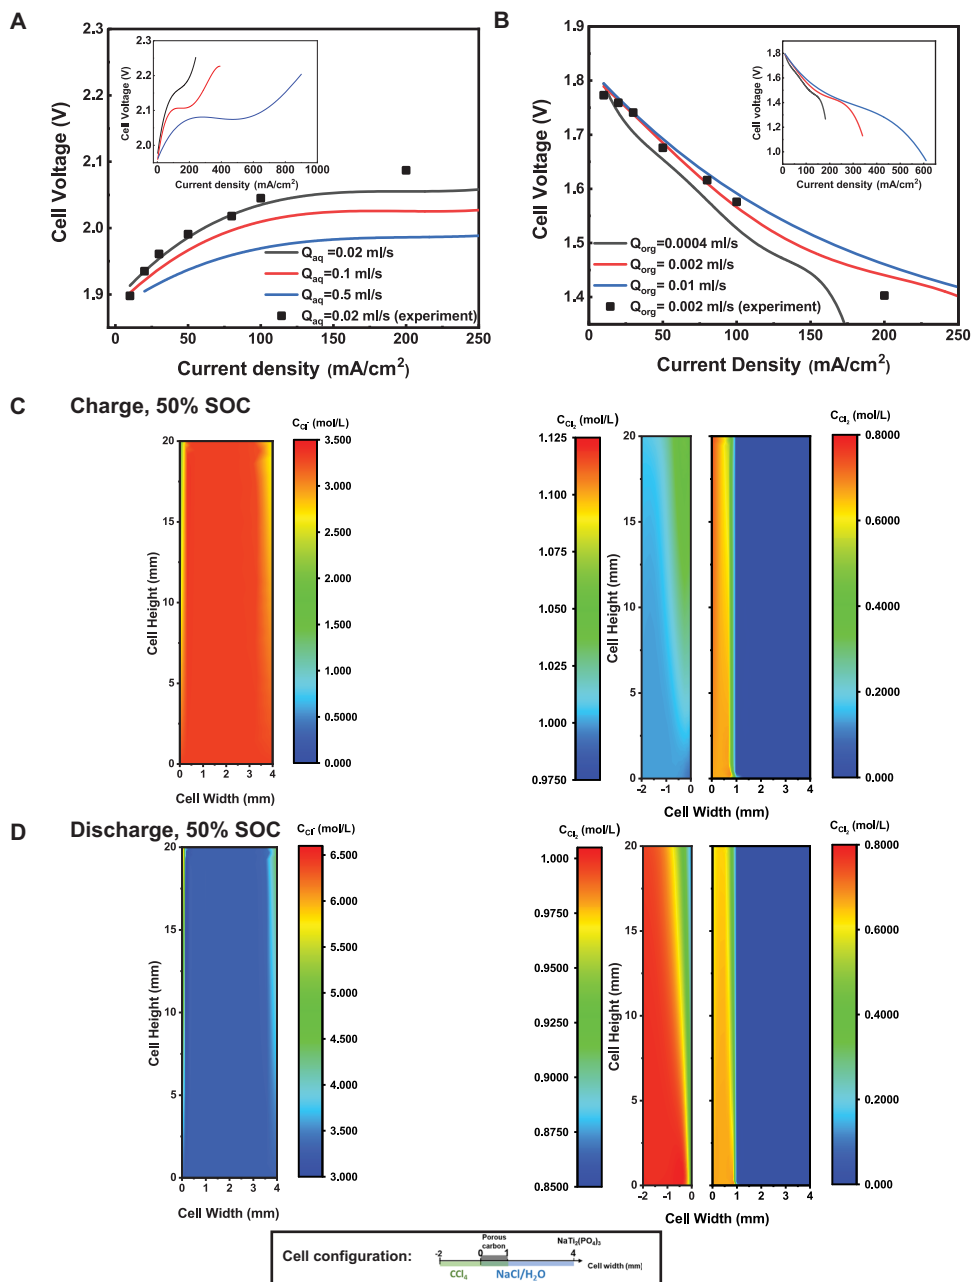 A
2.3
2.2
2.1
2.0
1.9
Cell Voltage (V)
0 50 100 150 200 250
Current density (mA/cm²)
2.3
2.2
2.1
2.0
Cell Voltage (V)
0 200 400 600 800 1000
Current density (mA/cm²)
Qaq =0.02 ml/s
Qaq=0.1 ml/s
Qaq=0.5 ml/s
Qaq=0.02 ml/s (experiment)
B
1.9
1.8
1.7
1.6
1.5
1.4
Cell Voltage (V)
0 50 100 150 200 250
Current Density (mA/cm²)
1.8
1.6
1.4
1.2
1.0
Cell voltage (V)
0 100 200 300 400 500 600
Current density (mA/cm²)
Qorg=0.0004 ml/s
Qorg=0.002 ml/s
Qorg=0.01 ml/s
Qorg=0.002 ml/s (experiment)
C Charge, 50% SOC
20
15
10
5
0
Cell Height (mm)
0 1 2 3 4
Cell Width (mm)
CCl⁻ (mol/L)
3.500
3.000
2.500
2.000
1.500
1.000
0.5000
0.000
CCl₂ (mol/L)
1.125
1.100
1.075
1.050
1.025
1.000
0.9750
20
15
10
5
0
Cell Height (mm)
-2 -1 0
0 1 2 3 4
Cell Width (mm)
CCl₂ (mol/L)
0.8000
0.6000
0.4000
0.2000
0.000
D Discharge, 50% SOC
20
15
10
5
0
Cell Height (mm)
0 1 2 3 4
Cell Width (mm)
CCl⁻ (mol/L)
6.500
6.000
5.500
5.000
4.500
4.000
3.500
3.000
CCl₂ (mol/L)
1.000
0.9750
0.9500
0.9250
0.9000
0.8750
0.8500
20
15
10
5
0
Cell Height (mm)
-2 -1 0
0 1 2 3 4
Cell Width (mm)
CCl₂ (mol/L)
0.8000
0.6000
0.4000
0.2000
0.000
Cell configuration:
Porous
carbon
NaTi₂(PO₄)₃
-2 0 1 4
Cell width (mm)
CCl₄
NaCl/H₂O